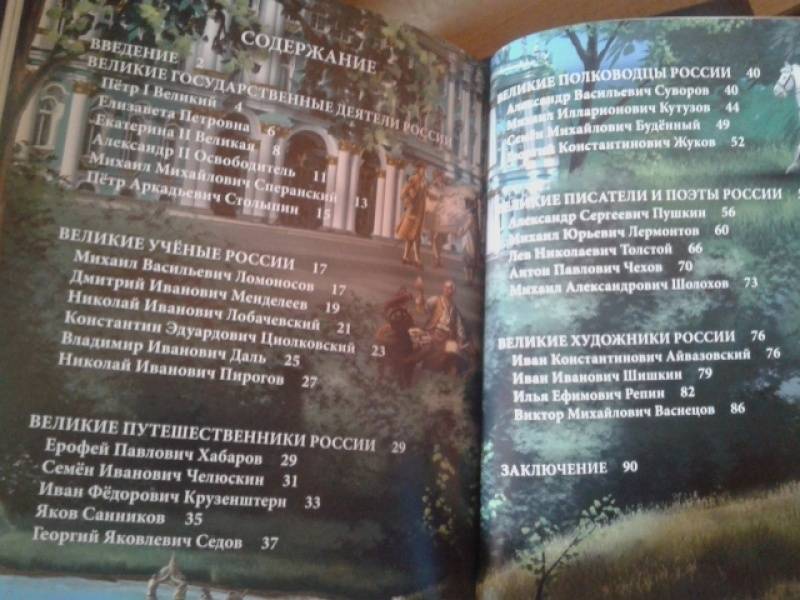 СОДЕРЖАНИЕ
ВВЕДЕНИЕ 2
ВЕЛИКИЕ ГОСУДАРСТВЕННЫЕ ДЕЯТЕЛИ РОССИИ
Пётр I Великий 4
Елизавета Петровна 6
Екатерина II Великая 8
Александр II Освободитель 11
Михаил Михайлович Сперанский 13
Пётр Аркадьевич Столыпин 15
ВЕЛИКИЕ УЧЁНЫЕ РОССИИ 17
Михаил Васильевич Ломоносов 17
Дмитрий Иванович Менделеев 19
Николай Иванович Лобачевский 21
Константин Эдуардович Циолковский 23
Владимир Иванович Даль 25
Николай Иванович Пирогов 27
ВЕЛИКИЕ ПУТЕШЕСТВЕННИКИ РОССИИ 29
Ерофей Павлович Хабаров 29
Семён Иванович Челюскин 31
Иван Фёдорович Крузенштерн 33
Яков Санников 35
Георгий Яковлевич Седов 37
ВЕЛИКИЕ ПОЛКОВОДЦЫ РОССИИ 40
Александр Васильевич Суворов 40
Михаил Илларионович Кутузов 44
Семён Михайлович Будённый 49
Георгий Константинович Жуков 52
ВЕЛИКИЕ ПИСАТЕЛИ И ПОЭТЫ РОССИИ
Александр Сергеевич Пушкин 56
Михаил Юрьевич Лермонтов 60
Лев Николаевич Толстой 66
Антон Павлович Чехов 70
Михаил Александрович Шолохов 73
ВЕЛИКИЕ ХУДОЖНИКИ РОССИИ 76
Иван Константинович Айвазовский 76
Иван Иванович Шишкин 79
Илья Ефимович Репин 82
Виктор Михайлович Васнецов 86
ЗАКЛЮЧЕНИЕ 90